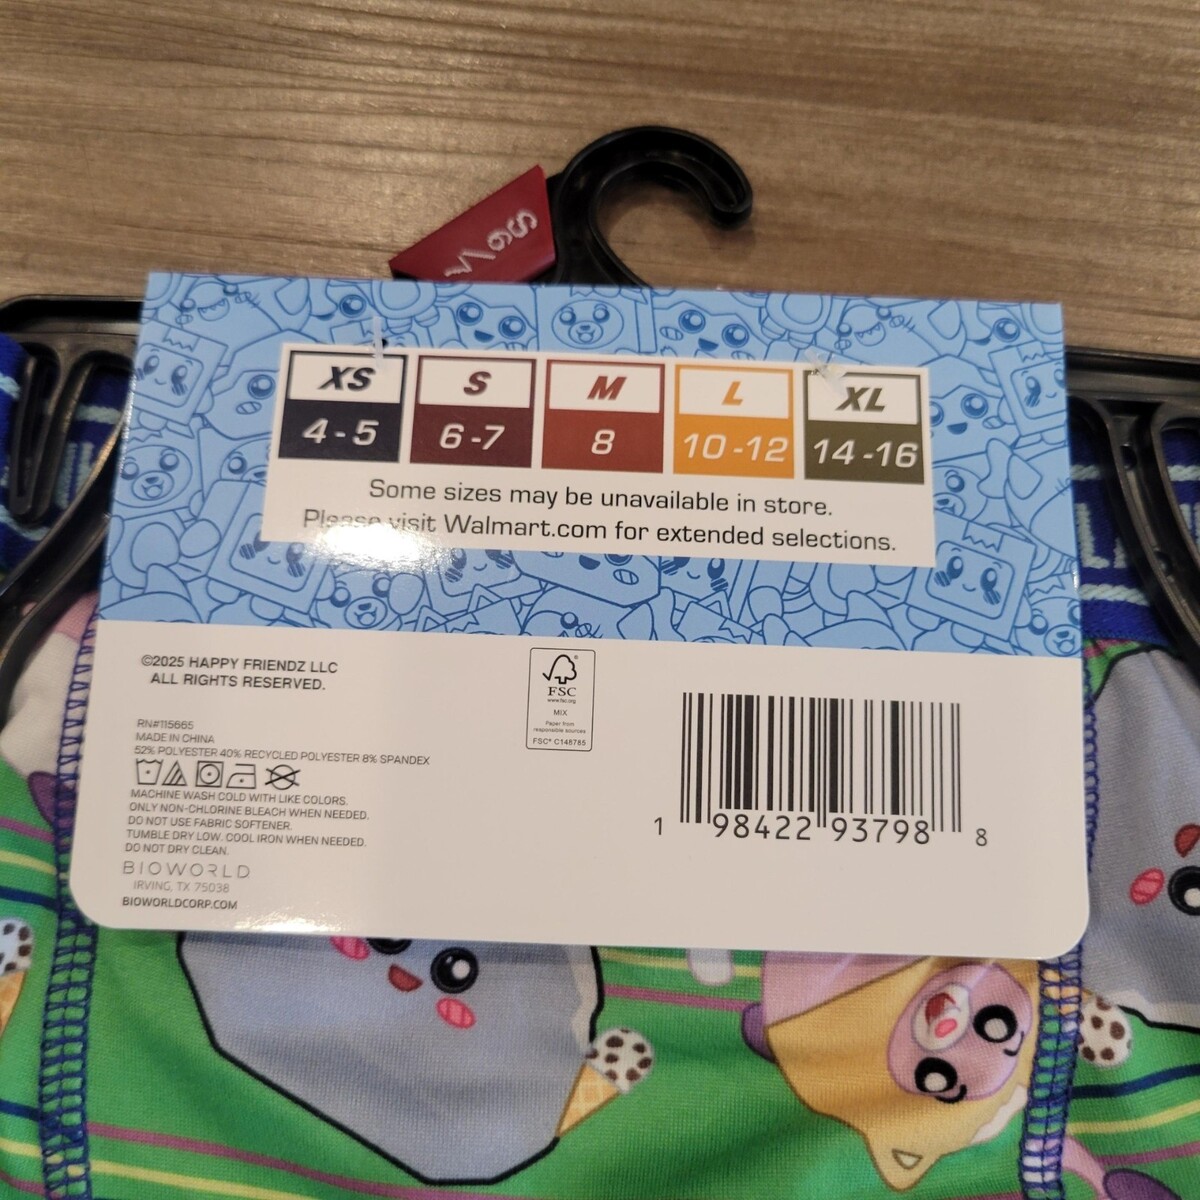 S6/7
XS S M L XL
4-5 6-7 8 10-12 14-16
Some sizes may be unavailable in store.
Please visit Walmart.com for extended selections.
©2025 HAPPY FRIENDZ LLC
ALL RIGHTS RESERVED.
RN#115665
MADE IN CHINA
52% POLYESTER 40% RECYCLED POLYESTER 8% SPANDEX
MACHINE WASH COLD WITH LIKE COLORS.
ONLY NON-CHLORINE BLEACH WHEN NEEDED.
DO NOT USE FABRIC SOFTENER.
TUMBLE DRY LOW. COOL IRON WHEN NEEDED.
DO NOT DRY CLEAN.
BIOWORLD
IRVING, TX 75038
BIOWORLDCORP.COM
FSC®
www.fsc.org
MIX
Paper from
responsible sources
FSC® C148785
1 98422 93798 8